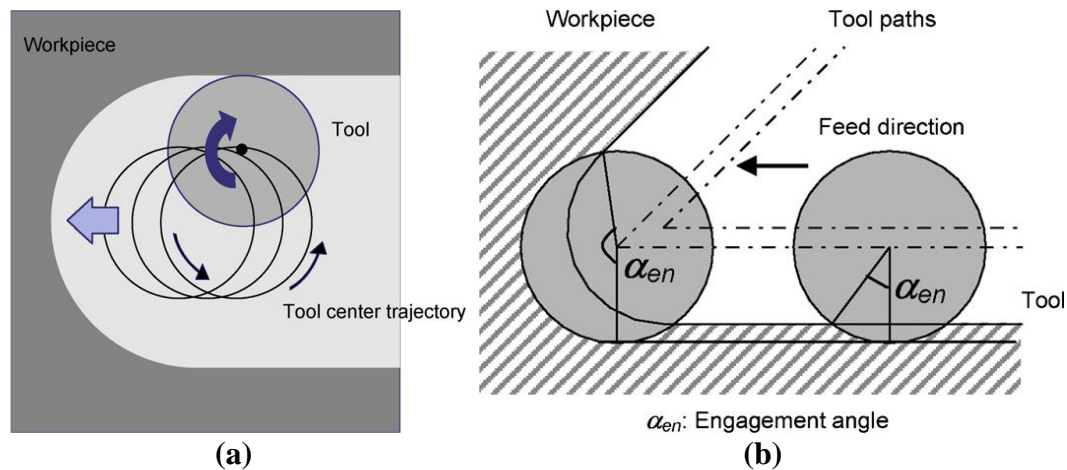 Workpiece
Tool
Tool center trajectory
(a)
Workpiece
Tool paths
Feed direction
αen
αen
Tool
αen: Engagement angle
(b)